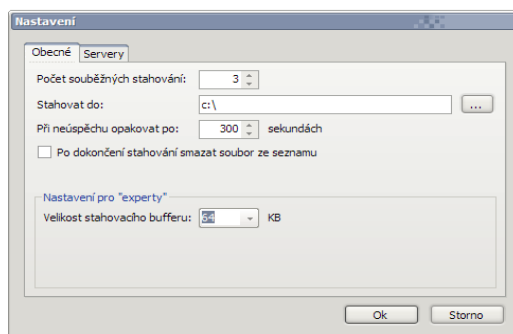 Nastavení
Obecné Servery
Počet souběžných stahování: 3
Stahovat do: c:\ ...
Při neúspěchu opakovat po: 300 sekundách
Po dokončení stahování smazat soubor ze seznamu
Nastavení pro "experty"
Velikost stahovacího bufferu: 64 KB
Ok Storno